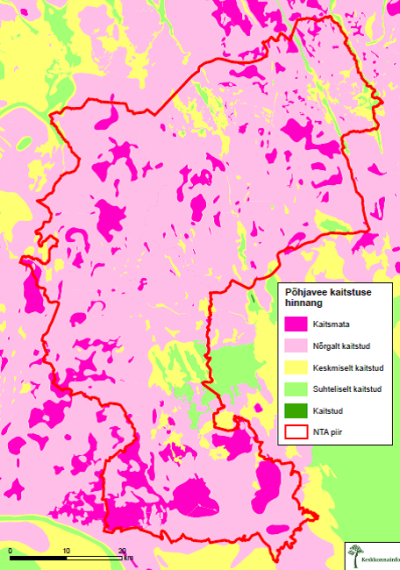 Põhjavee kaitstuse
hinnang
Kaitsmata
Nõrgalt kaitstud
Keskmiselt kaitstud
Suhteliselt kaitstud
Kaitstud
NTA piir
0 10 20
km